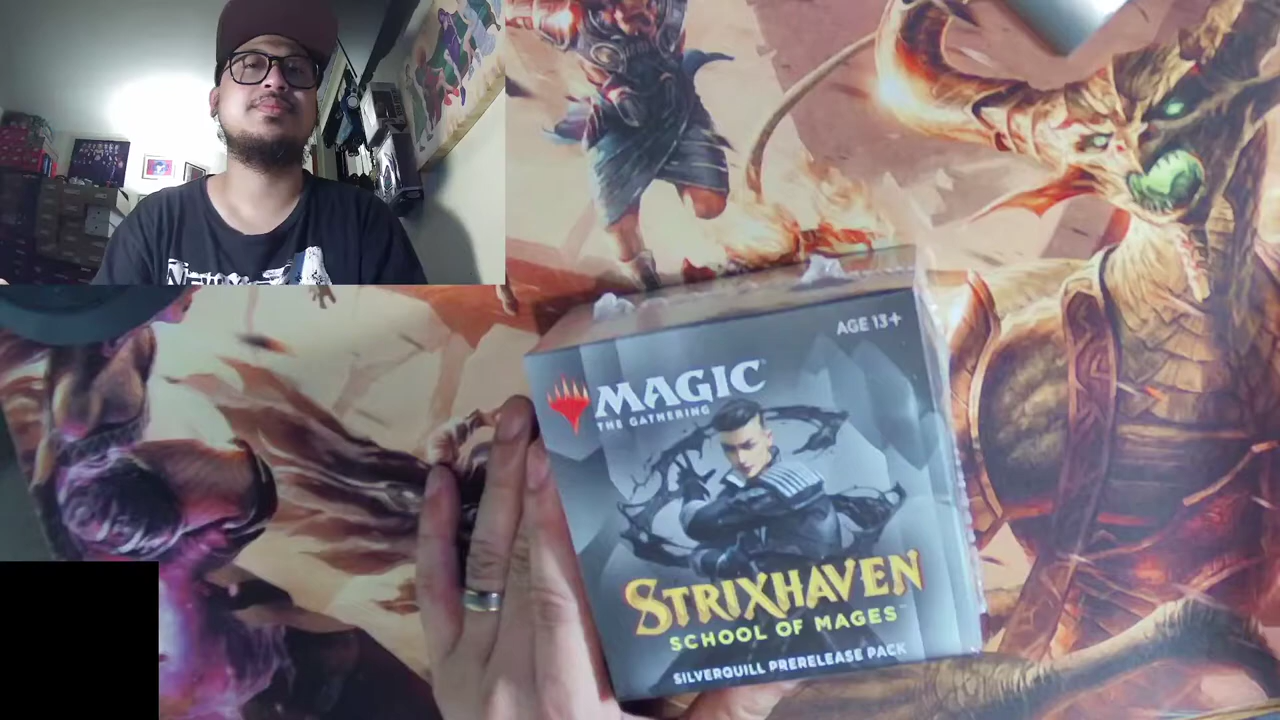 AGE 13+
MAGIC
THE GATHERING
STRIXHAVEN
SCHOOL OF MAGES
SILVERQUILL PRERELEASE PACK